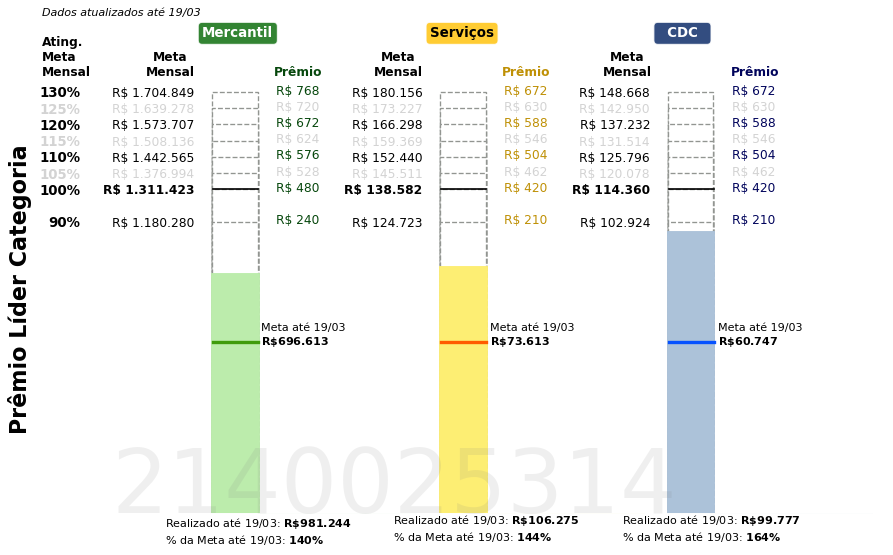 Dados atualizados até 19/03
Mercantil Serviços CDC
Ating. Meta Mensal
Meta Mensal Prêmio Meta Mensal Prêmio Meta Mensal Prêmio
130% R$ 1.704.849 R$ 768 R$ 180.156 R$ 672 R$ 148.668 R$ 672
125% R$ 1.639.278 R$ 720 R$ 173.227 R$ 630 R$ 142.950 R$ 630
120% R$ 1.573.707 R$ 672 R$ 166.298 R$ 588 R$ 137.232 R$ 588
115% R$ 1.508.136 R$ 624 R$ 159.369 R$ 546 R$ 131.514 R$ 546
110% R$ 1.442.565 R$ 576 R$ 152.440 R$ 504 R$ 125.796 R$ 504
105% R$ 1.376.994 R$ 528 R$ 145.511 R$ 462 R$ 120.078 R$ 462
100% R$ 1.311.423 R$ 480 R$ 138.582 R$ 420 R$ 114.360 R$ 420
90% R$ 1.180.280 R$ 240 R$ 124.723 R$ 210 R$ 102.924 R$ 210
Prêmio Líder Categoria
Meta até 19/03 Meta até 19/03 Meta até 19/03
R$696.613 R$73.613 R$60.747
2140025314
Realizado até 19/03: R$981.244 Realizado até 19/03: R$106.275 Realizado até 19/03: R$99.777
% da Meta até 19/03: 140% % da Meta até 19/03: 144% % da Meta até 19/03: 164%